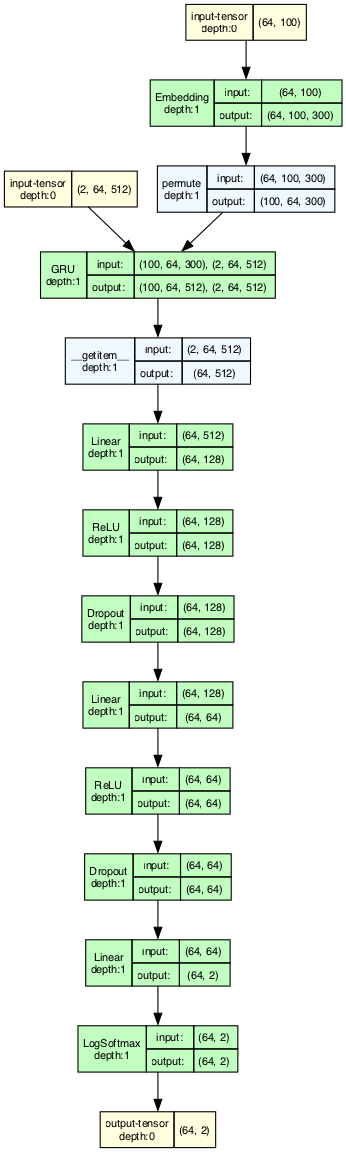 input-tensor
depth:0
(64, 100)
Embedding
depth:1
input:
(64, 100)
output:
(64, 100, 300)
input-tensor
depth:0
(2, 64, 512)
permute
depth:1
input:
(64, 100, 300)
output:
(100, 64, 300)
GRU
depth:1
input:
(100, 64, 300), (2, 64, 512)
output:
(100, 64, 512), (2, 64, 512)
__getitem__
depth:1
input:
(2, 64, 512)
output:
(64, 512)
Linear
depth:1
input:
(64, 512)
output:
(64, 128)
ReLU
depth:1
input:
(64, 128)
output:
(64, 128)
Dropout
depth:1
input:
(64, 128)
output:
(64, 128)
Linear
depth:1
input:
(64, 128)
output:
(64, 64)
ReLU
depth:1
input:
(64, 64)
output:
(64, 64)
Dropout
depth:1
input:
(64, 64)
output:
(64, 64)
Linear
depth:1
input:
(64, 64)
output:
(64, 2)
LogSoftmax
depth:1
input:
(64, 2)
output:
(64, 2)
output-tensor
depth:0
(64, 2)